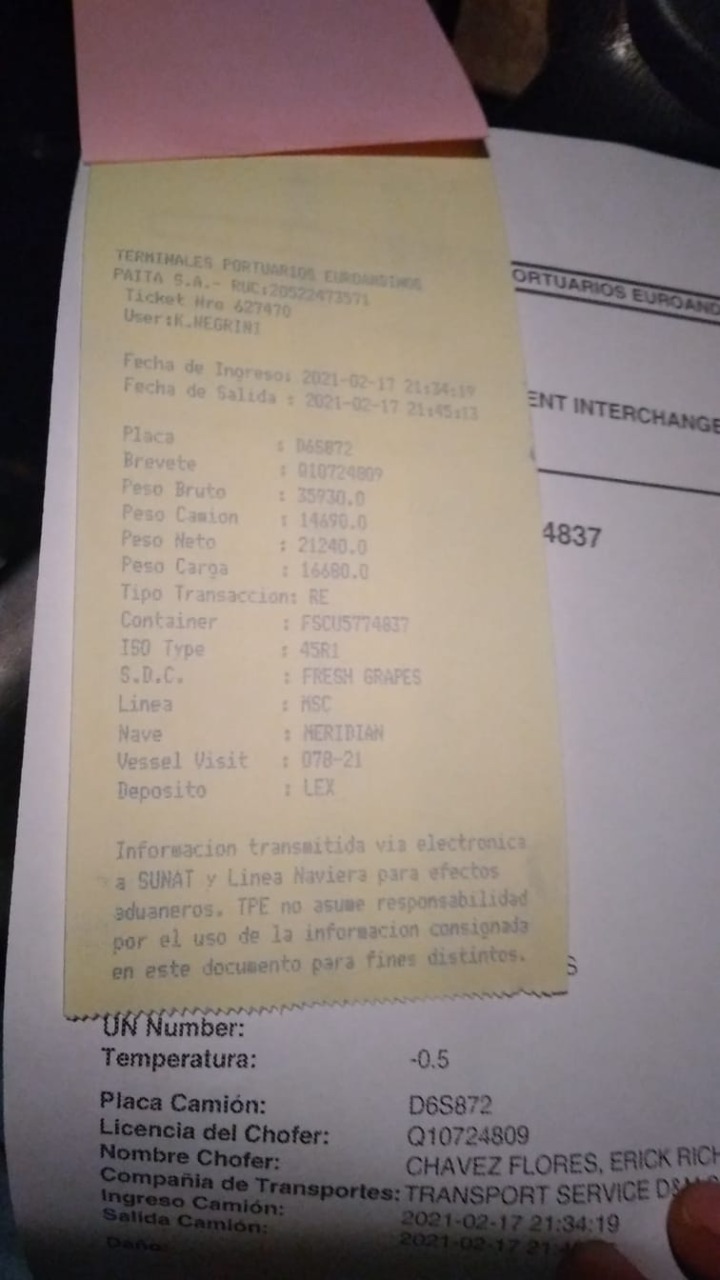 TERMINALES PORTUARIOS EUROANDINOS
PAITA S.A.- RUC:20522473571
Ticket Nro 627470
User:K.NEGRINI
Fecha de Ingreso: 2021-02-17 21:34:19
Fecha de Salida : 2021-02-17 21:45:13
Placa : D6S872
Brevete : Q10724809
Peso Bruto : 35930.0
Peso Camion : 14690.0
Peso Neto : 21240.0
Peso Carga : 16680.0
Tipo Transaccion: RE
Container : FSCU5774837
ISO Type : 45R1
S.D.C. : FRESH GRAPES
Linea : MSC
Nave : MERIDIAN
Vessel Visit : 078-21
Deposito : LEX
Informacion transmitida via electronica
a SUNAT y Linea Naviera para efectos
aduaneros. TPE no asume responsabilidad
por el uso de la informacion consignada
en este documento para fines distintos.
ORTUARIOS EUROAND
ENT INTERCHANGE
4837
S
UN Number:
Temperatura: -0.5
Placa Camión: D6S872
Licencia del Chofer: Q10724809
Nombre Chofer: CHAVEZ FLORES, ERICK RICH
Compañia de Transportes: TRANSPORT SERVICE D&M
Ingreso Camión: 2021-02-17 21:34:19
Salida Camión: 2021-02-17 21:4
Daño: